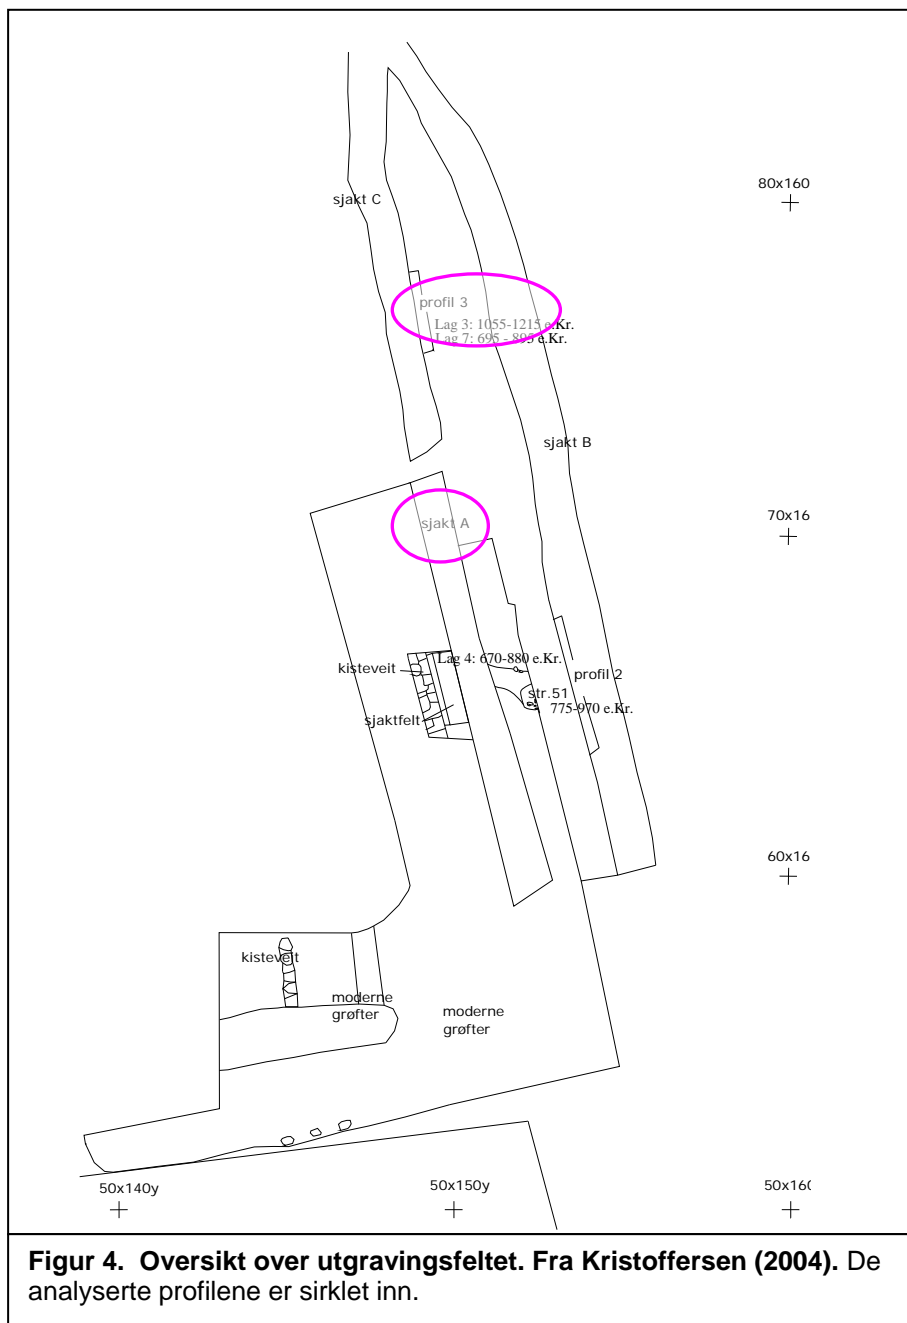 80x160
sjakt C
profil 3
Lag 3: 1055-1215 e.Kr.
Lag 7: 695 - 895 e.Kr.
sjakt B
70x16
sjakt A
Lag 4: 670-880 e.Kr.
kisteveit
profil 2
str.51
775-970 e.Kr.
sjaktfelt
60x16
kisteveit
moderne
grøfter
moderne
grøfter
50x140y
50x150y
50x16(
Figur 4. Oversikt over utgravingsfeltet. Fra Kristoffersen (2004). De
analyserte profilene er sirklet inn.